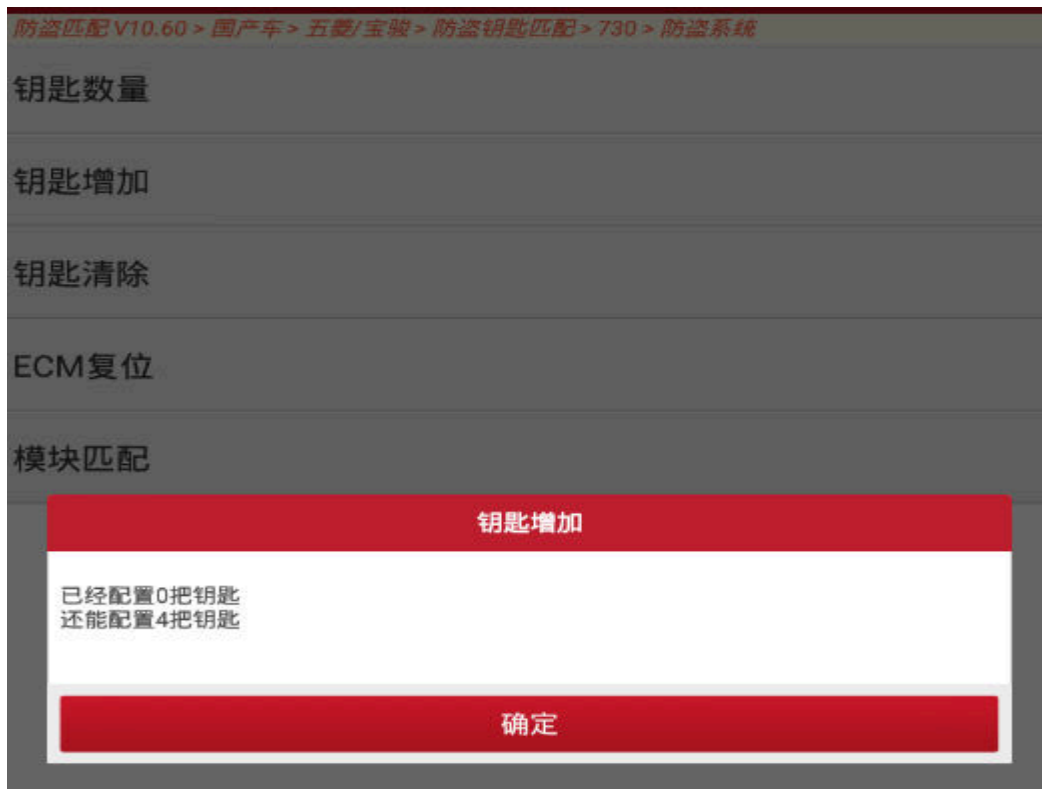 防盗匹配 V10.60 > 国产车 > 五菱/宝骏 > 防盗钥匙匹配 > 730 > 防盗系统
钥匙数量
钥匙增加
钥匙清除
ECM复位
模块匹配
钥匙增加
已经配置0把钥匙
还能配置4把钥匙
确定